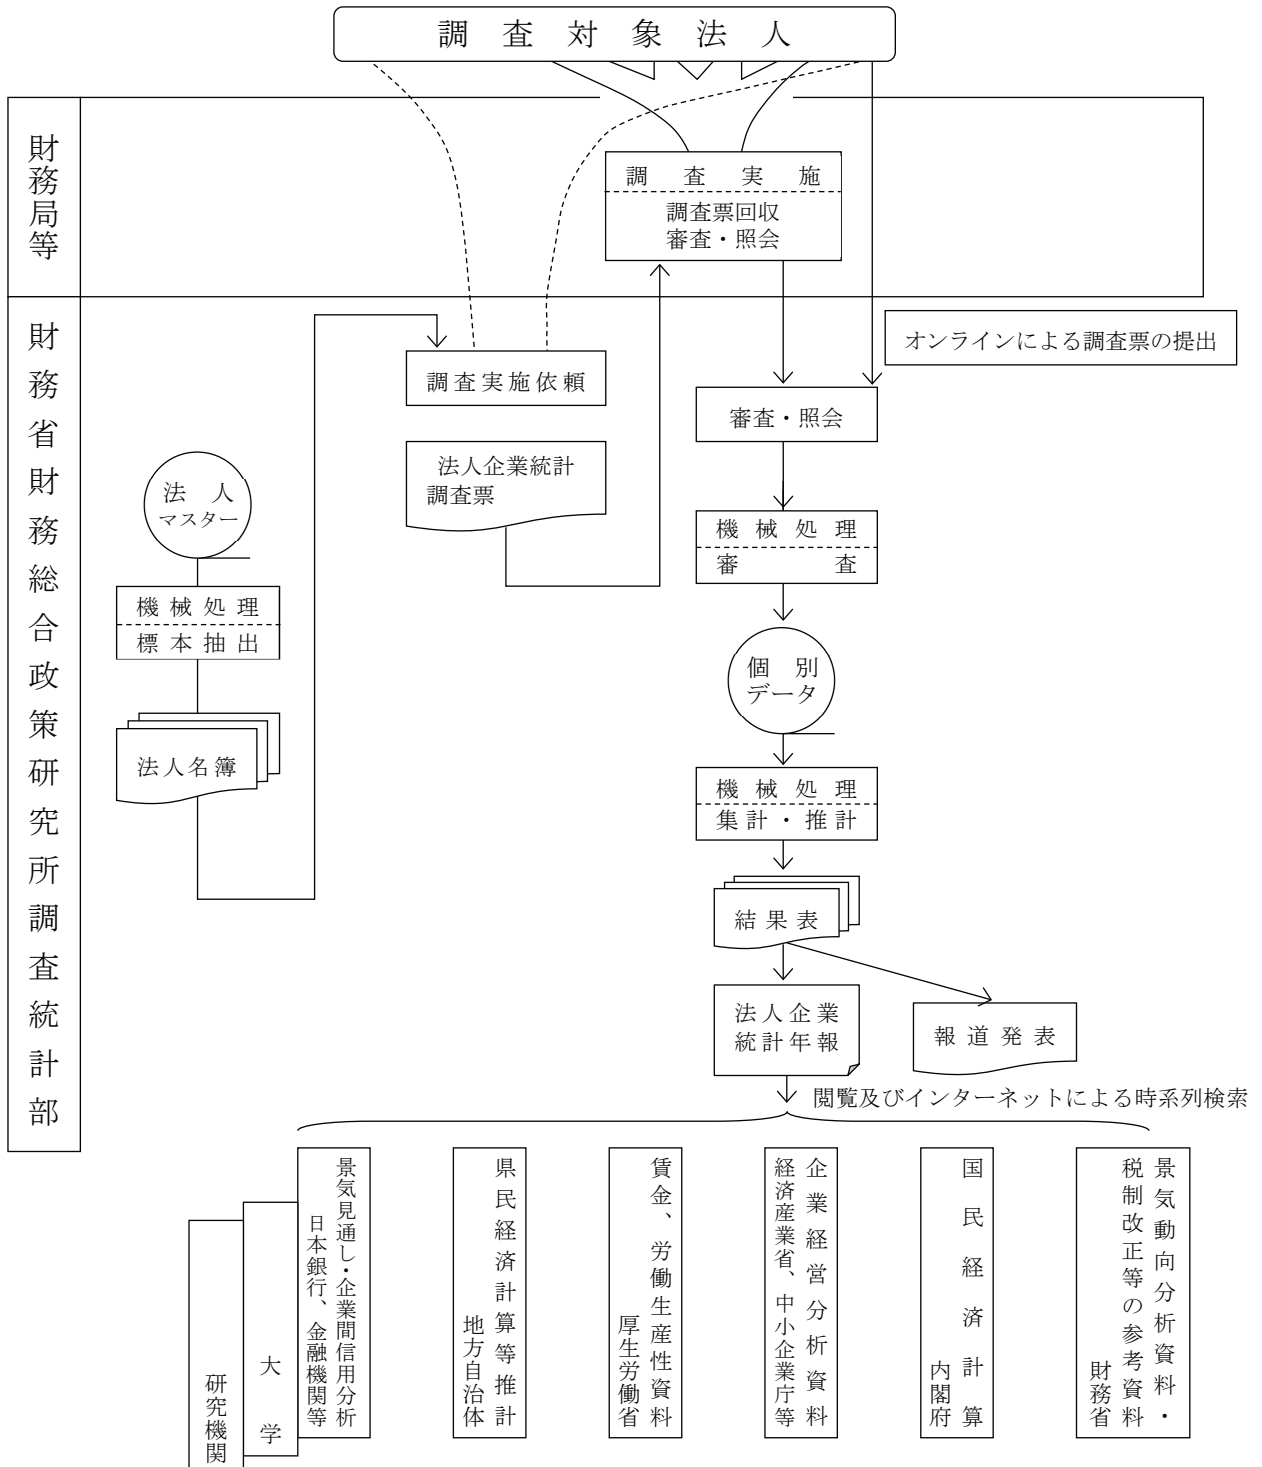 調査対象法人
財務局等
調査実施
調査票回収
審査・照会
財務省財務総合政策研究所調査統計部
オンラインによる調査票の提出
調査実施依頼
審査・照会
法人企業統計
調査票
法人
マスター
機械処理
審査
機械処理
標本抽出
個別
データ
法人名簿
機械処理
集計・推計
結果表
法人企業
統計年報
報道発表
閲覧及びインターネットによる時系列検索
景気動向分析資料・
税制改正等の参考資料
財務省
国民経済計算
内閣府
企業経営分析資料
経済産業省、中小企業庁等
賃金、労働生産性資料
厚生労働省
県民経済計算等推計
地方自治体
景気見通し・企業間信用分析
日本銀行、金融機関等
大学
研究機関